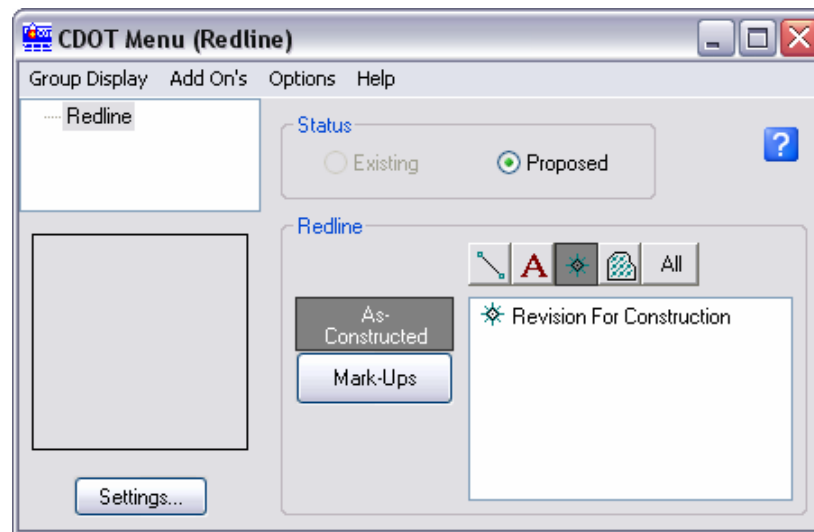 CDOT Menu (Redline)
Group Display Add On's Options Help
Redline
Status
Existing Proposed
?
Redline
A All
As-
Constructed
Mark-Ups
Revision For Construction
Settings...